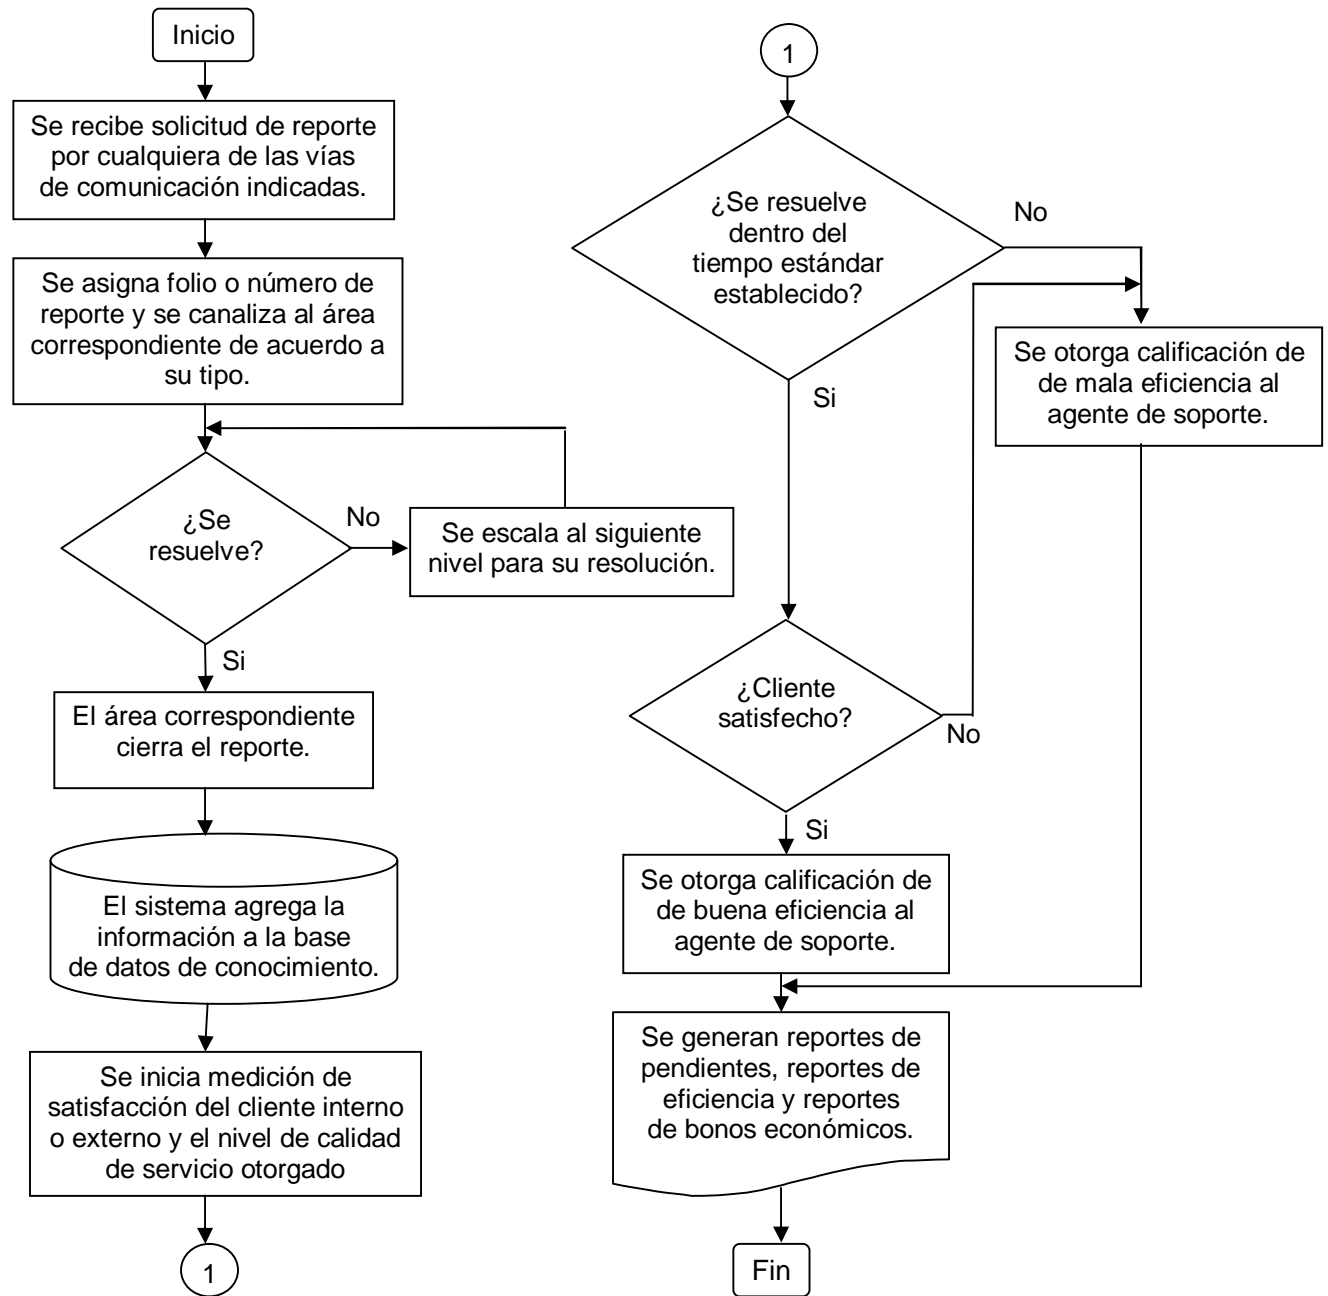 Inicio
Se recibe solicitud de reporte
por cualquiera de las vías
de comunicación indicadas.
Se asigna folio o número de
reporte y se canaliza al área
correspondiente de acuerdo a
su tipo.
¿Se
resuelve?
No
Se escala al siguiente
nivel para su resolución.
Si
El área correspondiente
cierra el reporte.
El sistema agrega la
información a la base
de datos de conocimiento.
Se inicia medición de
satisfacción del cliente interno
o externo y el nivel de calidad
de servicio otorgado
1
1
¿Se resuelve
dentro del
tiempo estándar
establecido?
No
Se otorga calificación de
de mala eficiencia al
agente de soporte.
Si
¿Cliente
satisfecho?
No
Si
Se otorga calificación de
de buena eficiencia al
agente de soporte.
Se generan reportes de
pendientes, reportes de
eficiencia y reportes
de bonos económicos.
Fin